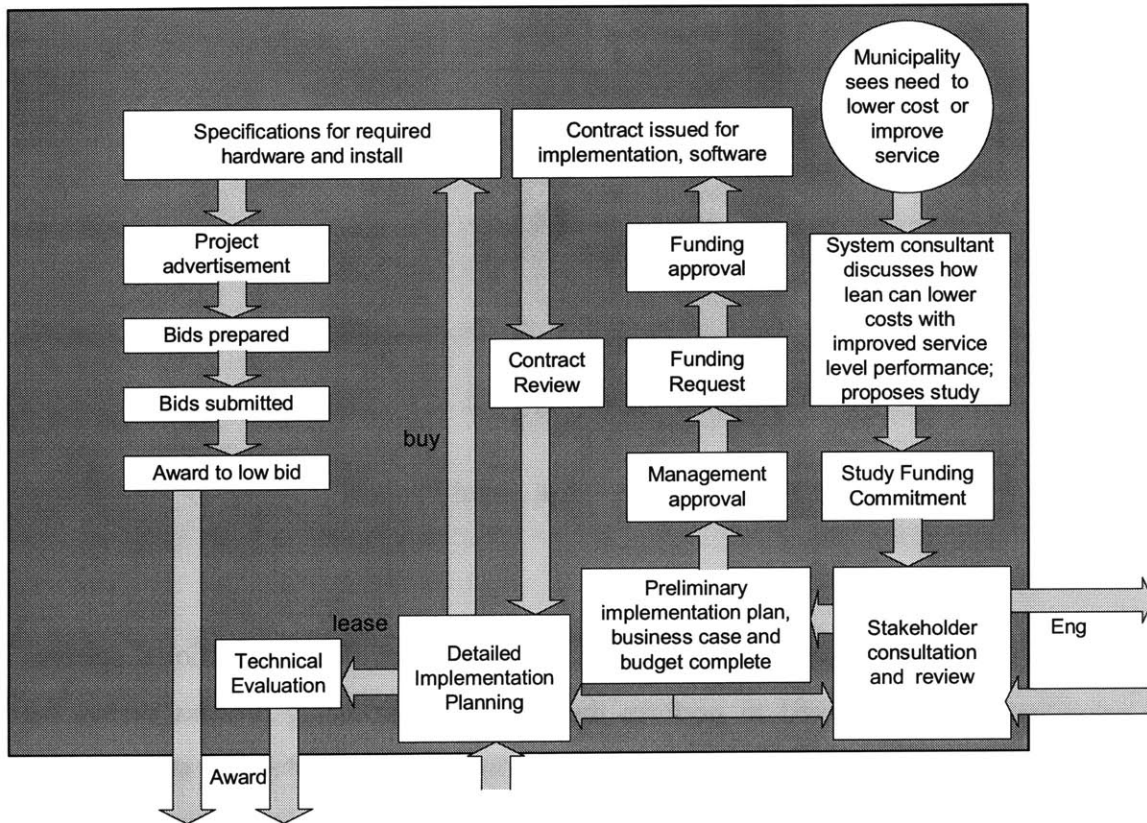 Municipality
sees need to
lower cost or
improve
service
Specifications for required
hardware and install
Contract issued for
implementation, software
Project
advertisement
Funding
approval
System consultant
discusses how
lean can lower
costs with
improved service
level performance;
proposes study
Bids prepared
Contract
Review
Funding
Request
Bids submitted
buy
Award to low bid
Management
approval
Study Funding
Commitment
Preliminary
implementation plan,
business case and
budget complete
lease
Technical
Evaluation
Detailed
Implementation
Planning
Stakeholder
consultation
and review
Eng
Award